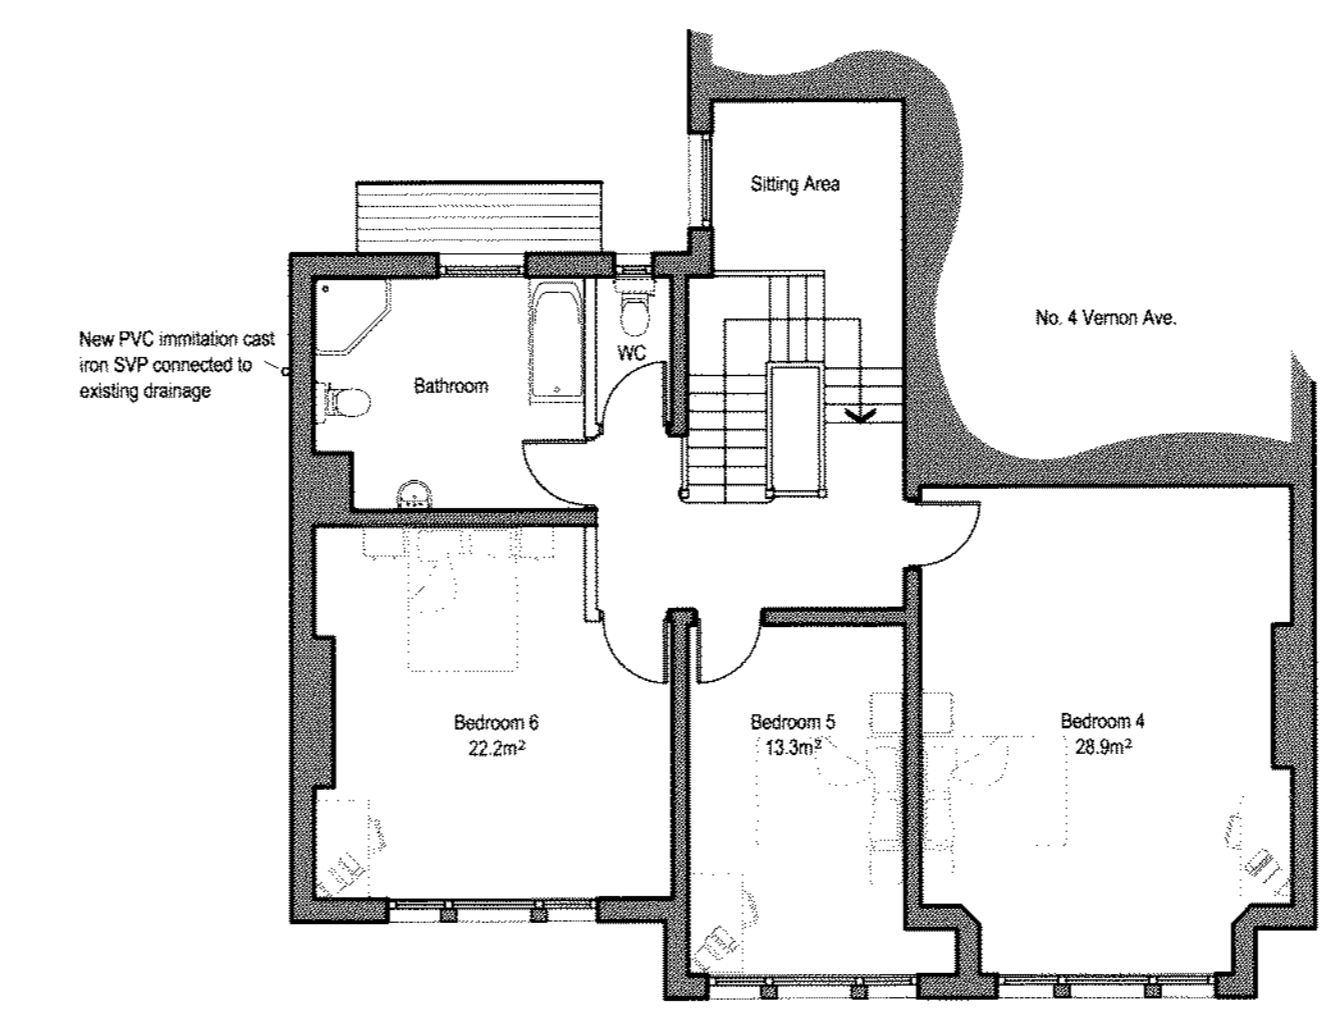 Sitting Area
No. 4 Vernon Ave.
New PVC immitation cast
iron SVP connected to
existing drainage
WC
Bathroom
Bedroom 6
22.2m²
Bedroom 5
13.3m²
Bedroom 4
28.9m²